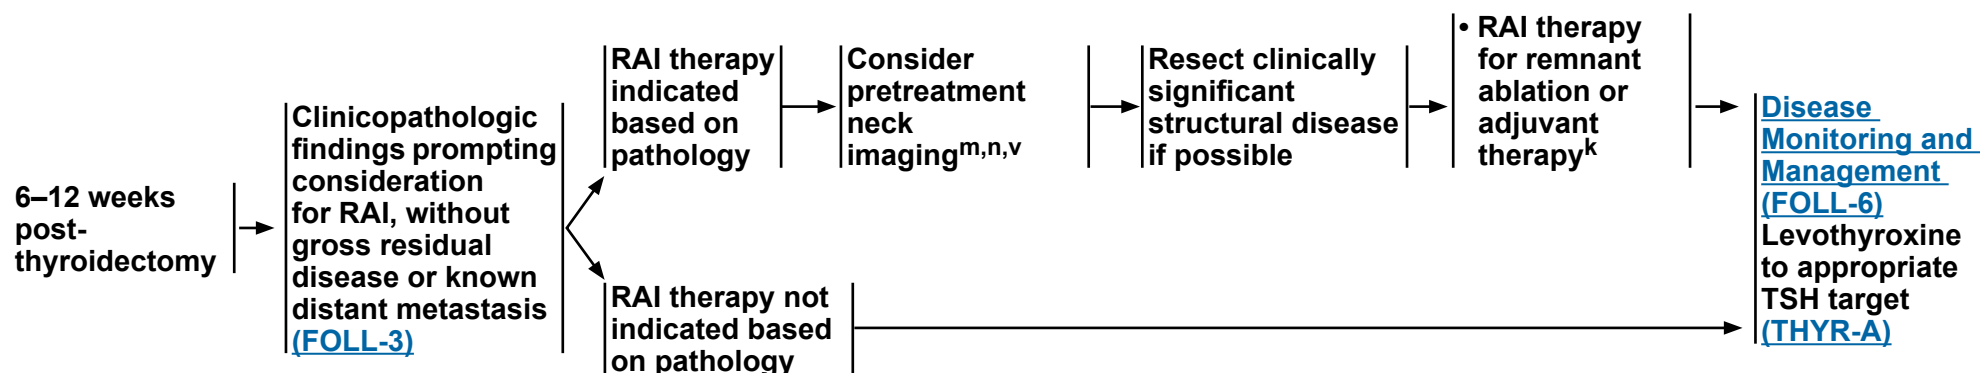 6–12 weeks
post-
thyroidectomy
Clinicopathologic
findings prompting
consideration
for RAI, without
gross residual
disease or known
distant metastasis
(FOLL-3)
RAI therapy
indicated
based on
pathology
Consider
pretreatment
neck
imagingm,n,v
Resect clinically
significant
structural disease
if possible
• RAI therapy
for remnant
ablation or
adjuvant
therapyk
RAI therapy not
indicated based
on pathology
Disease
Monitoring and
Management
(FOLL-6)
Levothyroxine
to appropriate
TSH target
(THYR-A)